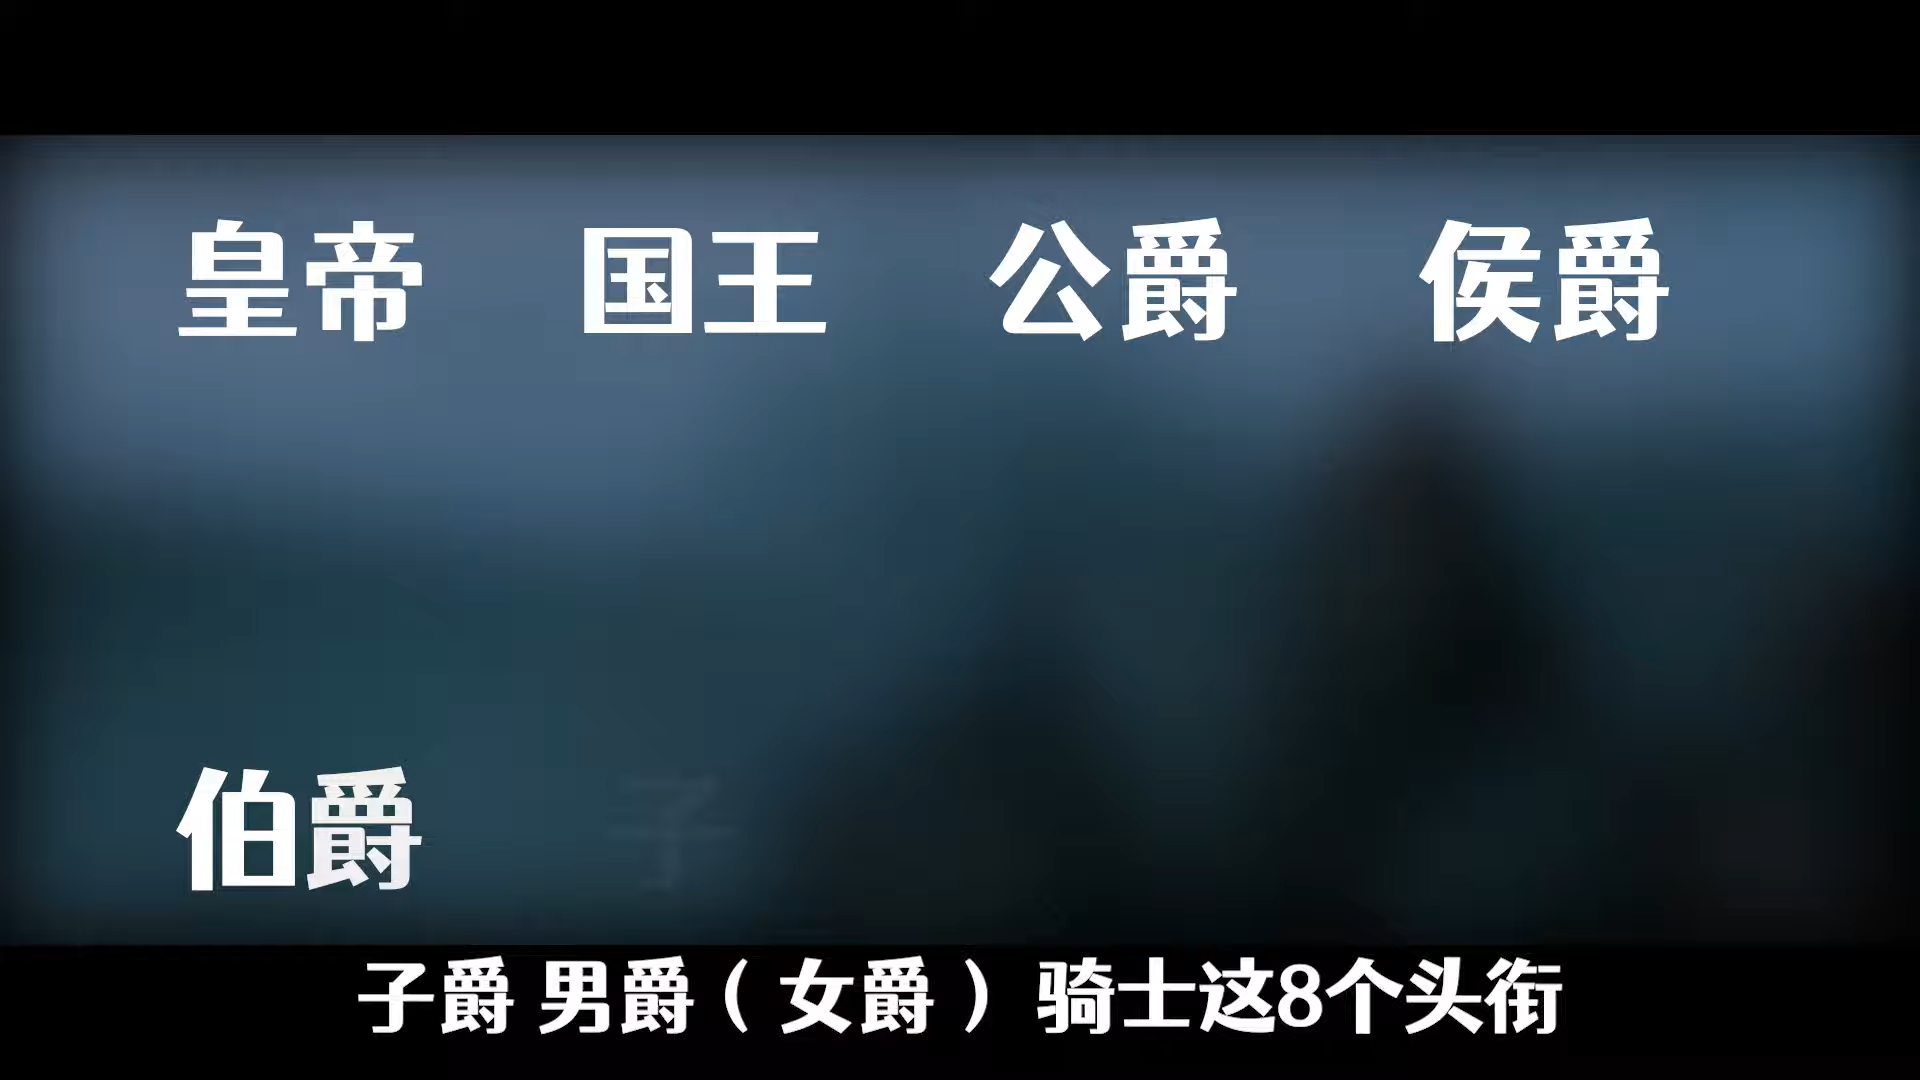 皇帝 国王 公爵 侯爵
伯爵 子
子爵 男爵（女爵） 骑士这8个头衔